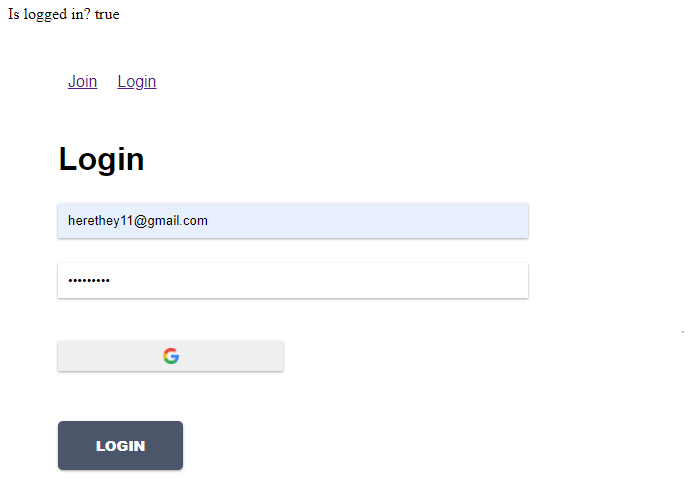 Is logged in? true
Join Login
Login
herethey11@gmail.com
•••••••••
LOGIN